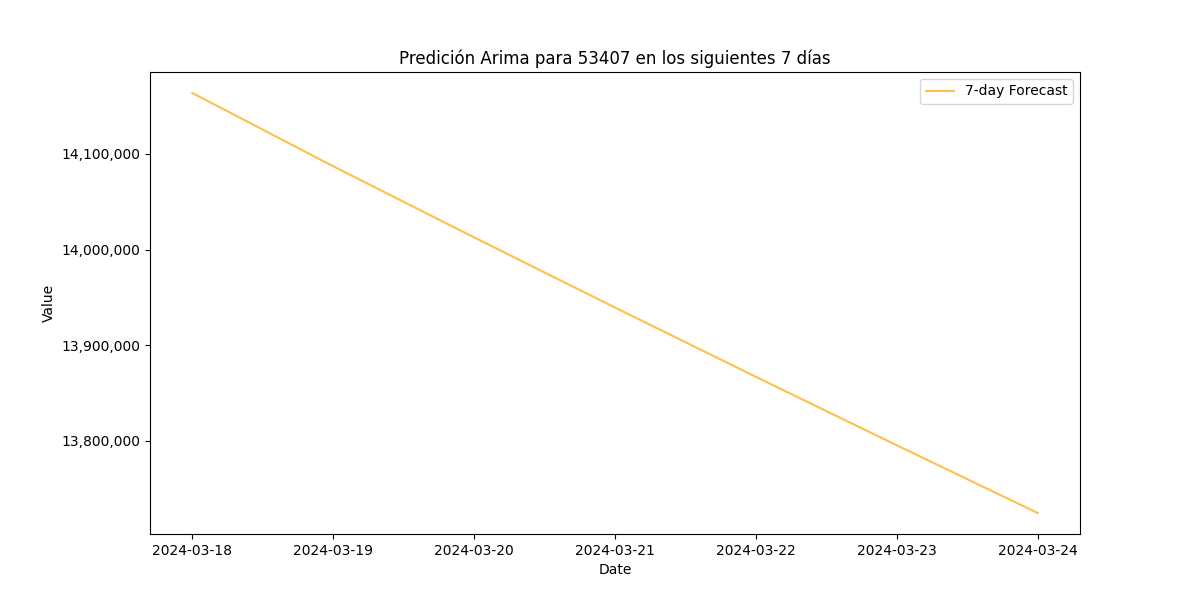 Predición Arima para 53407 en los siguientes 7 días
7-day Forecast
14,100,000
14,000,000
13,900,000
13,800,000
Value
2024-03-18 2024-03-19 2024-03-20 2024-03-21 2024-03-22 2024-03-23 2024-03-24
Date